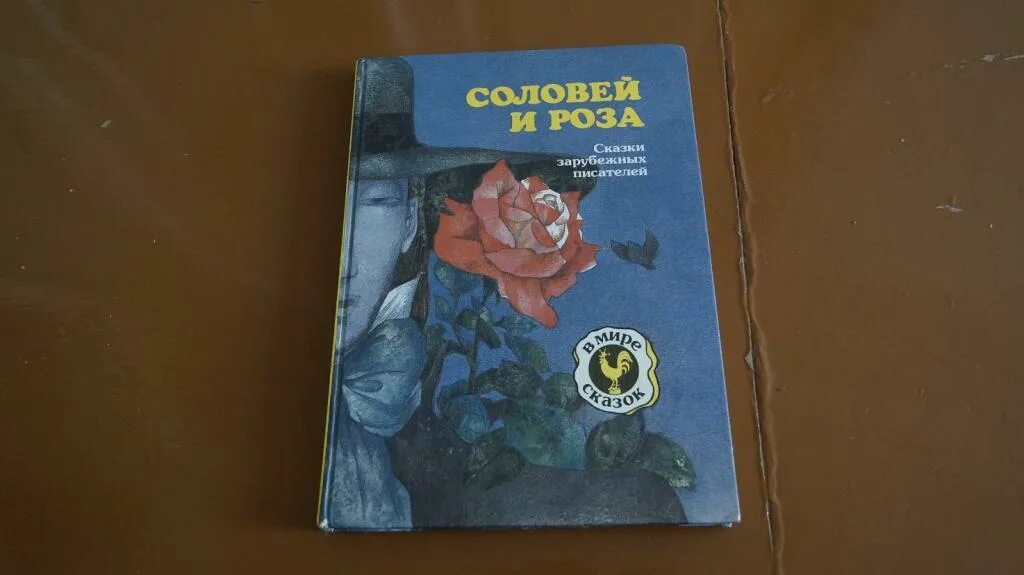 СОЛОВЕЙ
И РОЗА
Сказки
зарубежных
писателей
в мире
сказок